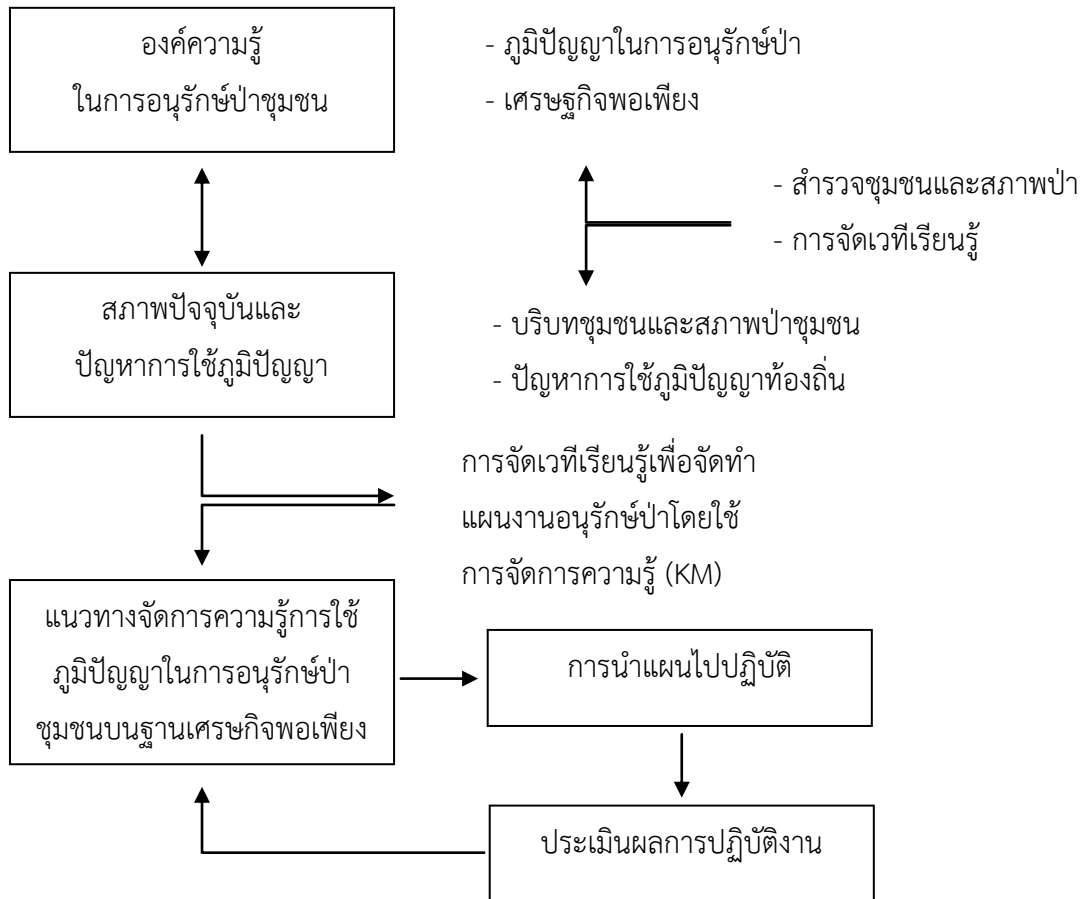 องค์ความรู้
ในการอนุรักษ์ป่าชุมชน
- ภูมิปัญญาในการอนุรักษ์ป่า
- เศรษฐกิจพอเพียง
- สำรวจชุมชนและสภาพป่า
- การจัดเวทีเรียนรู้
สภาพปัจจุบันและ
ปัญหาการใช้ภูมิปัญญา
- บริบทชุมชนและสภาพป่าชุมชน
- ปัญหาการใช้ภูมิปัญญาท้องถิ่น
การจัดเวทีเรียนรู้เพื่อจัดทำ
แผนงานอนุรักษ์ป่าโดยใช้
การจัดการความรู้ (KM)
แนวทางจัดการความรู้การใช้
ภูมิปัญญาในการอนุรักษ์ป่า
ชุมชนบนฐานเศรษกิจพอเพียง
การนำแผนไปปฏิบัติ
ประเมินผลการปฏิบัติงาน